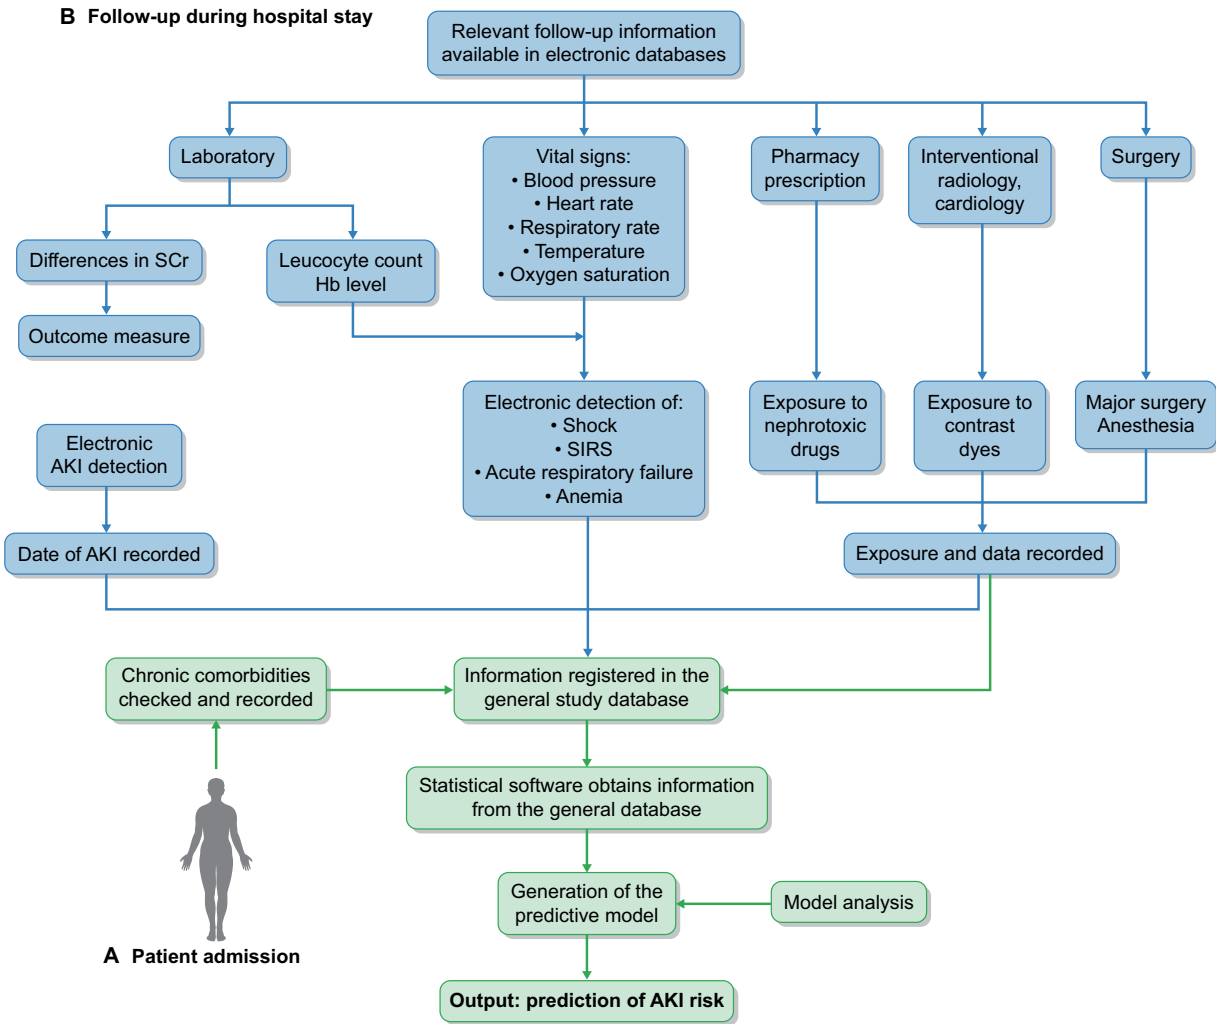 B Follow-up during hospital stay
Relevant follow-up information
available in electronic databases
Laboratory
Vital signs:
• Blood pressure
• Heart rate
• Respiratory rate
• Temperature
• Oxygen saturation
Pharmacy
prescription
Interventional
radiology,
cardiology
Surgery
Differences in SCr
Leucocyte count
Hb level
Outcome measure
Electronic
AKI detection
Electronic detection of:
• Shock
• SIRS
• Acute respiratory failure
• Anemia
Exposure to
nephrotoxic
drugs
Exposure to
contrast
dyes
Major surgery
Anesthesia
Date of AKI recorded
Exposure and data recorded
Chronic comorbidities
checked and recorded
Information registered in the
general study database
Statistical software obtains information
from the general database
Generation of the
predictive model
Model analysis
A Patient admission
Output: prediction of AKI risk